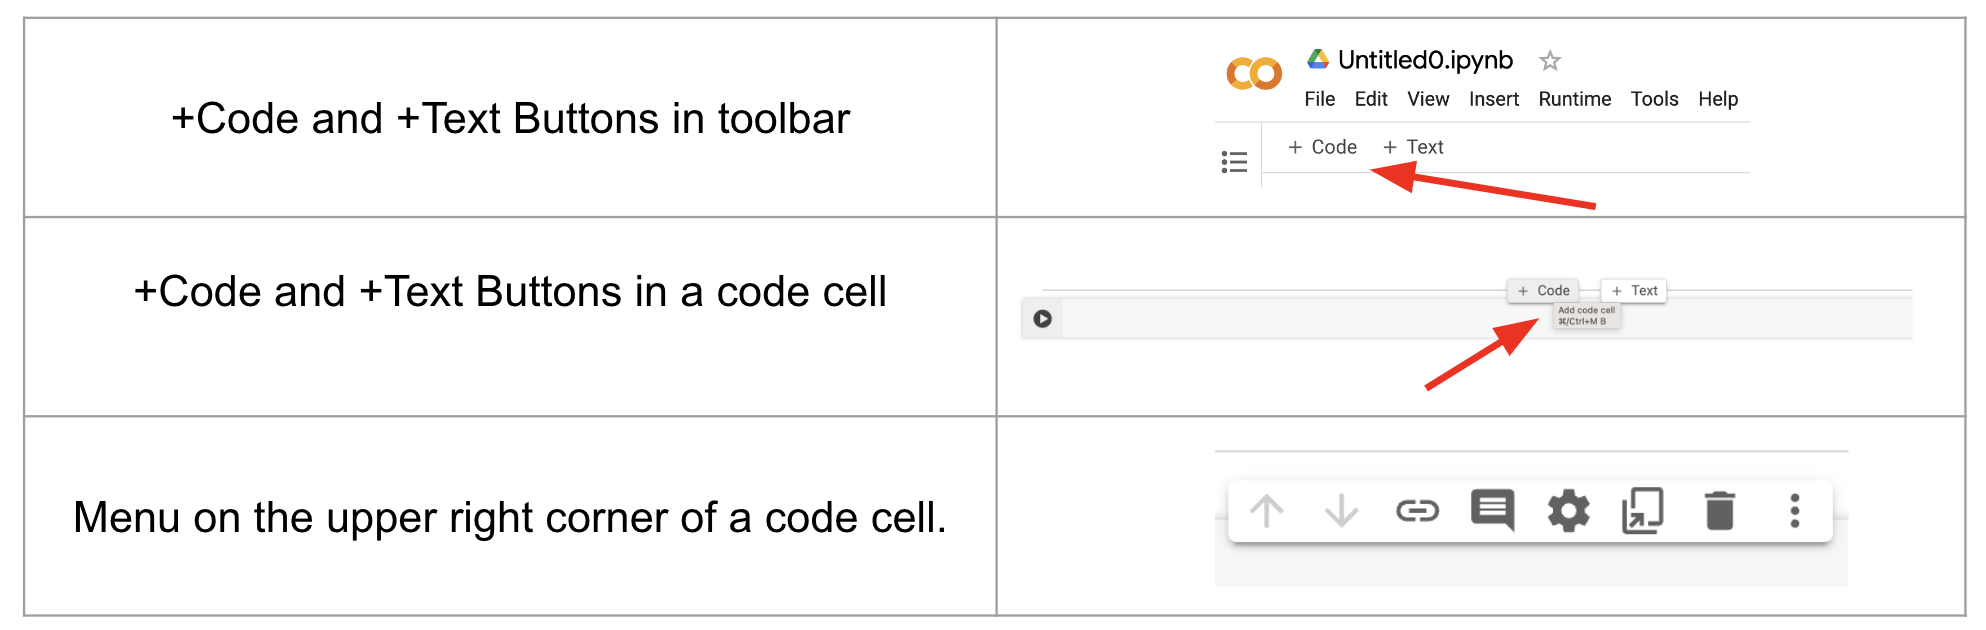 +Code and +Text Buttons in toolbar
Untitled0.ipynb
File Edit View Insert Runtime Tools Help
+ Code + Text
+Code and +Text Buttons in a code cell
+ Code + Text
Add code cell
⌘/Ctrl+M B
Menu on the upper right corner of a code cell.